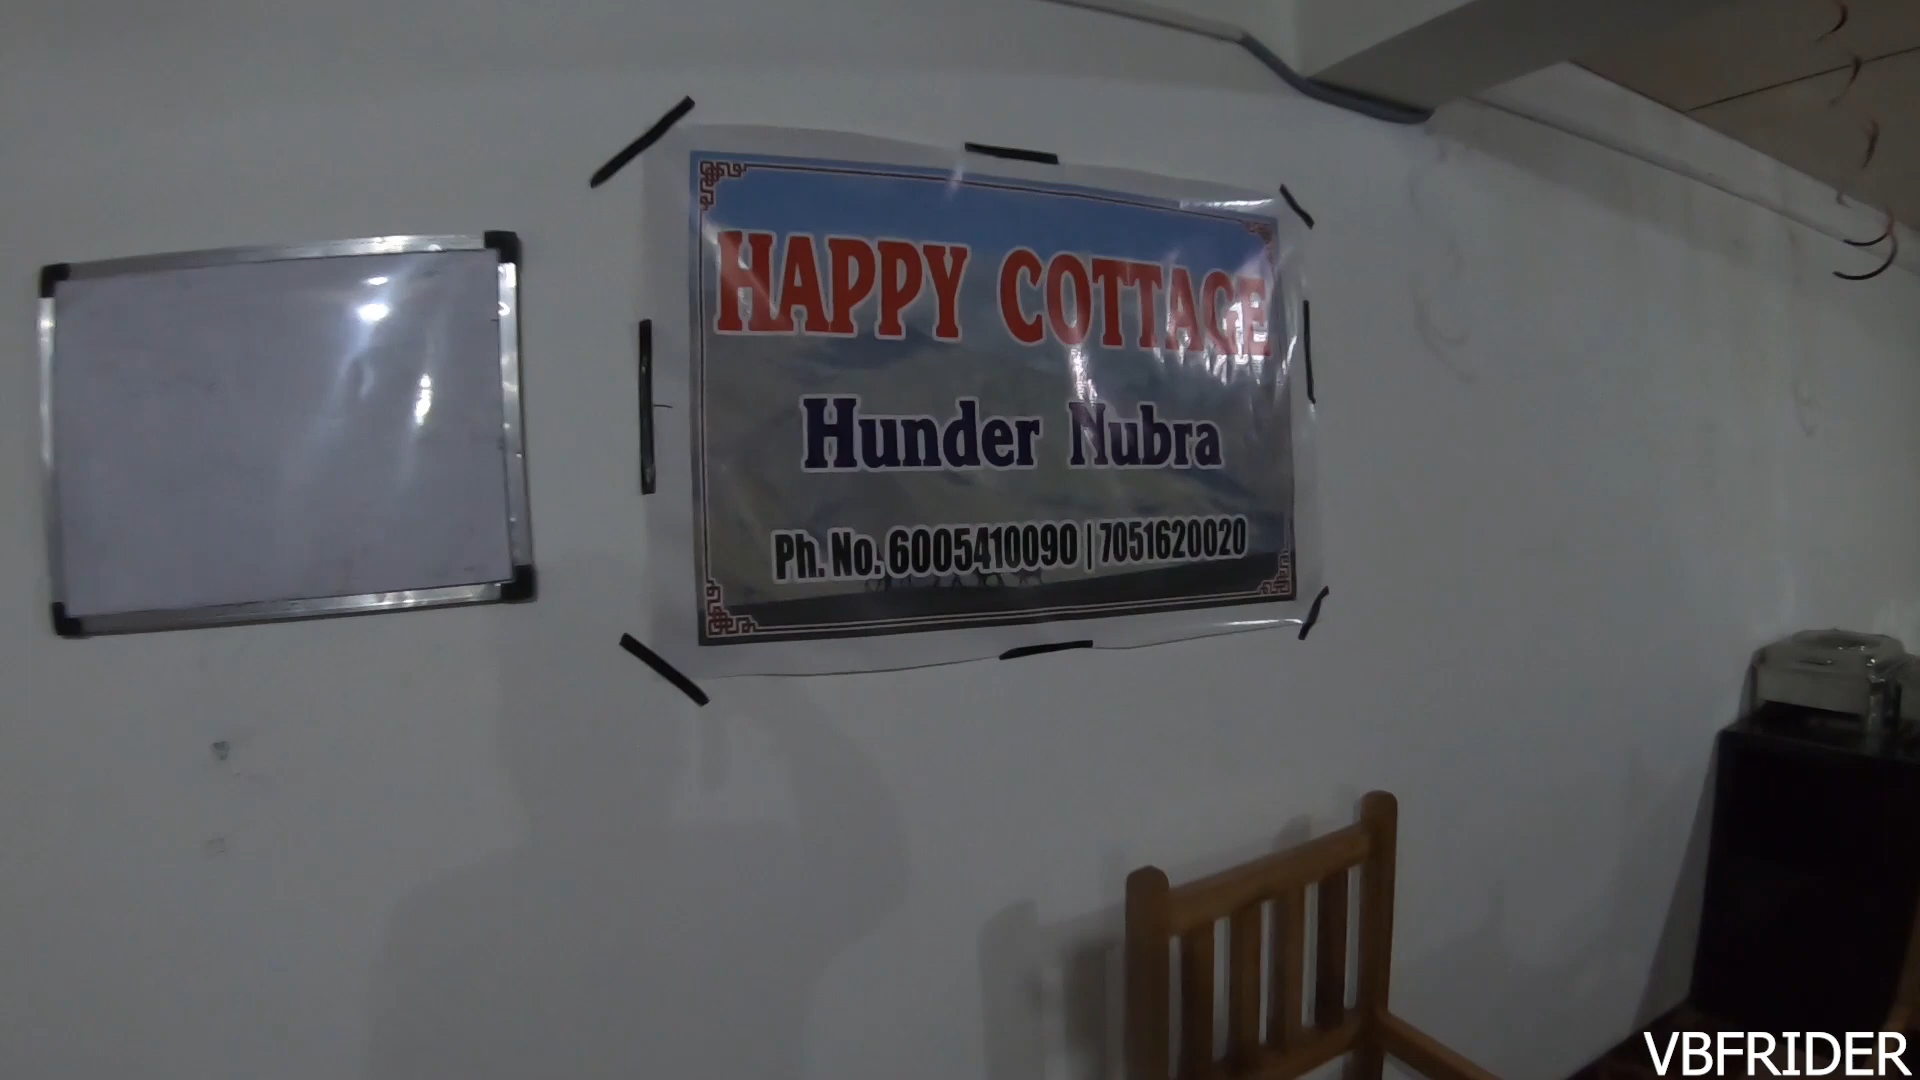 HAPPY COTTAGE
Hunder Nubra
Ph. No. 6005410090 | 7051620020
VBFRIDER